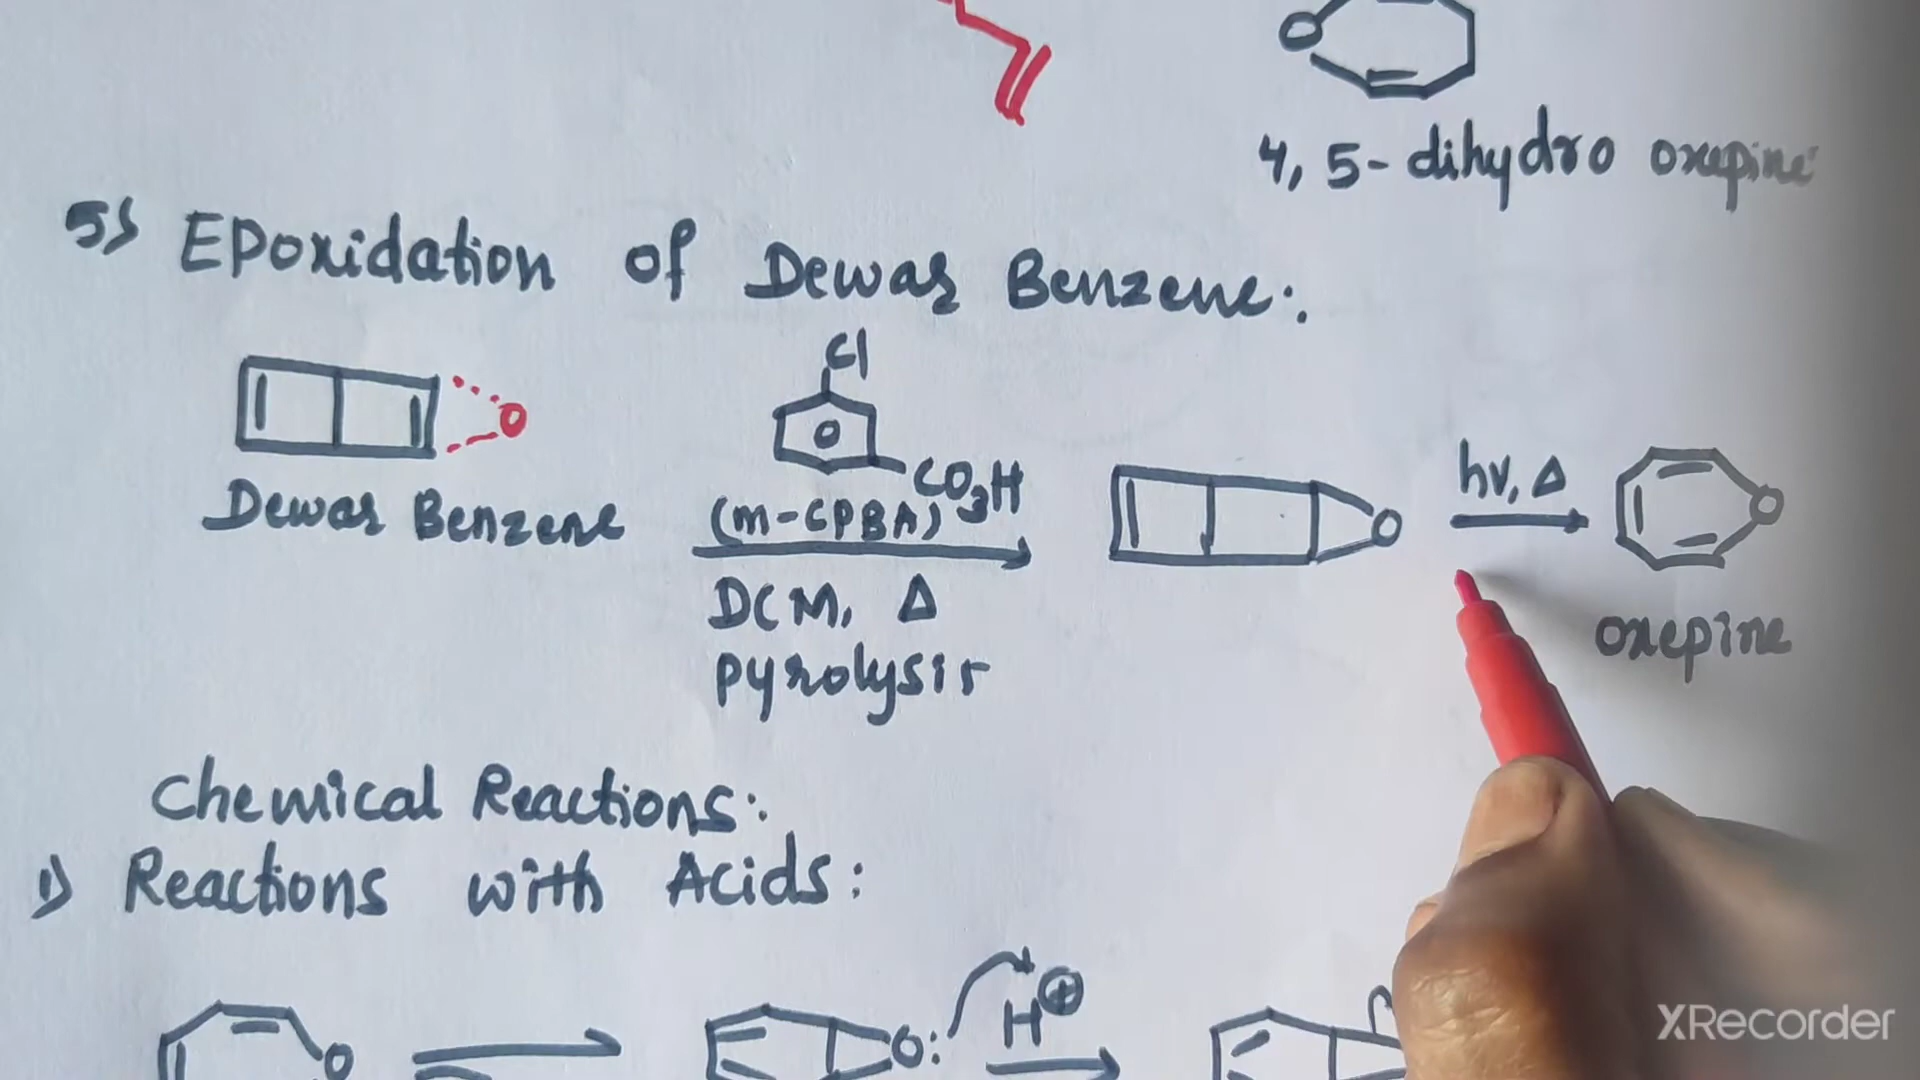 O
4, 5- dihydro oxepine
5) Epoxidation of Dewar Benzene:.
Cl
O
CO3H
Dewar Benzene
(m-CPBA)
DCM, Δ
pyrolysis
O
hν, Δ
O
oxepine
Chemical Reactions:
1) Reactions with Acids:
O
O:
H⊕
XRecorder